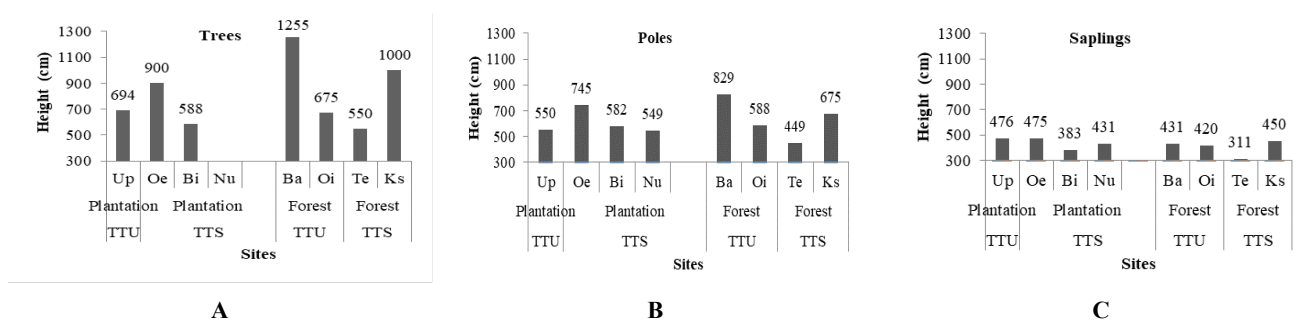 Trees
Height (cm)
1300
1100
900
700
500
300
694
900
588
1255
675
550
1000
Up Oe Bi Nu Ba Oi Te Ks
Plantation Plantation Forest Forest
TTU TTS TTU TTS
Sites
A
Poles
Height (cm)
1300
1100
900
700
500
300
550
745
582
549
829
588
449
675
Up Oe Bi Nu Ba Oi Te Ks
Plantation Plantation Forest Forest
TTU TTS TTU TTS
Sites
B
Saplings
Height (cm)
1300
1100
900
700
500
300
476
475
383
431
431
420
311
450
Up Oe Bi Nu Ba Oi Te Ks
Plantation Plantation Forest Forest
TTU TTS TTU TTS
Sites
C